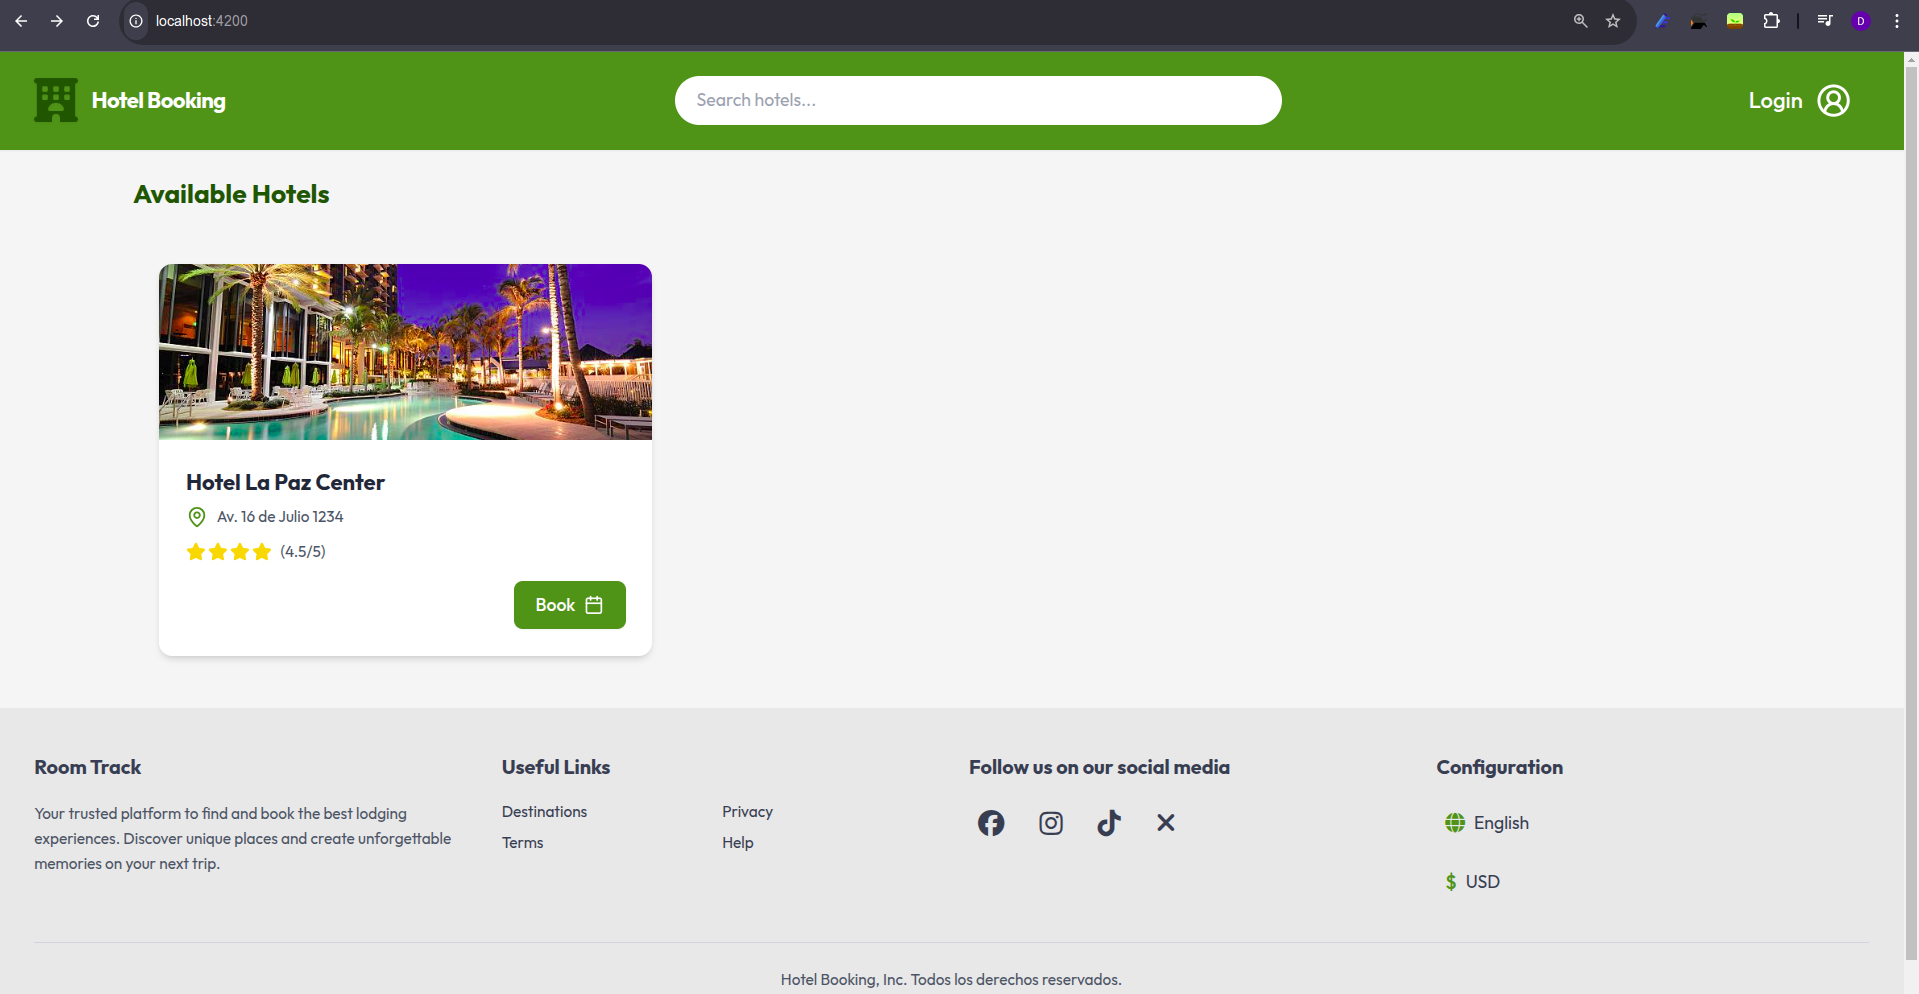 localhost:4200
D
Hotel Booking
Search hotels...
Login
Available Hotels
Hotel La Paz Center
Av. 16 de Julio 1234
(4.5/5)
Book
Room Track
Your trusted platform to find and book the best lodging
experiences. Discover unique places and create unforgettable
memories on your next trip.
Useful Links
Destinations
Privacy
Terms
Help
Follow us on our social media
Configuration
English
$ USD
Hotel Booking, Inc. Todos los derechos reservados.